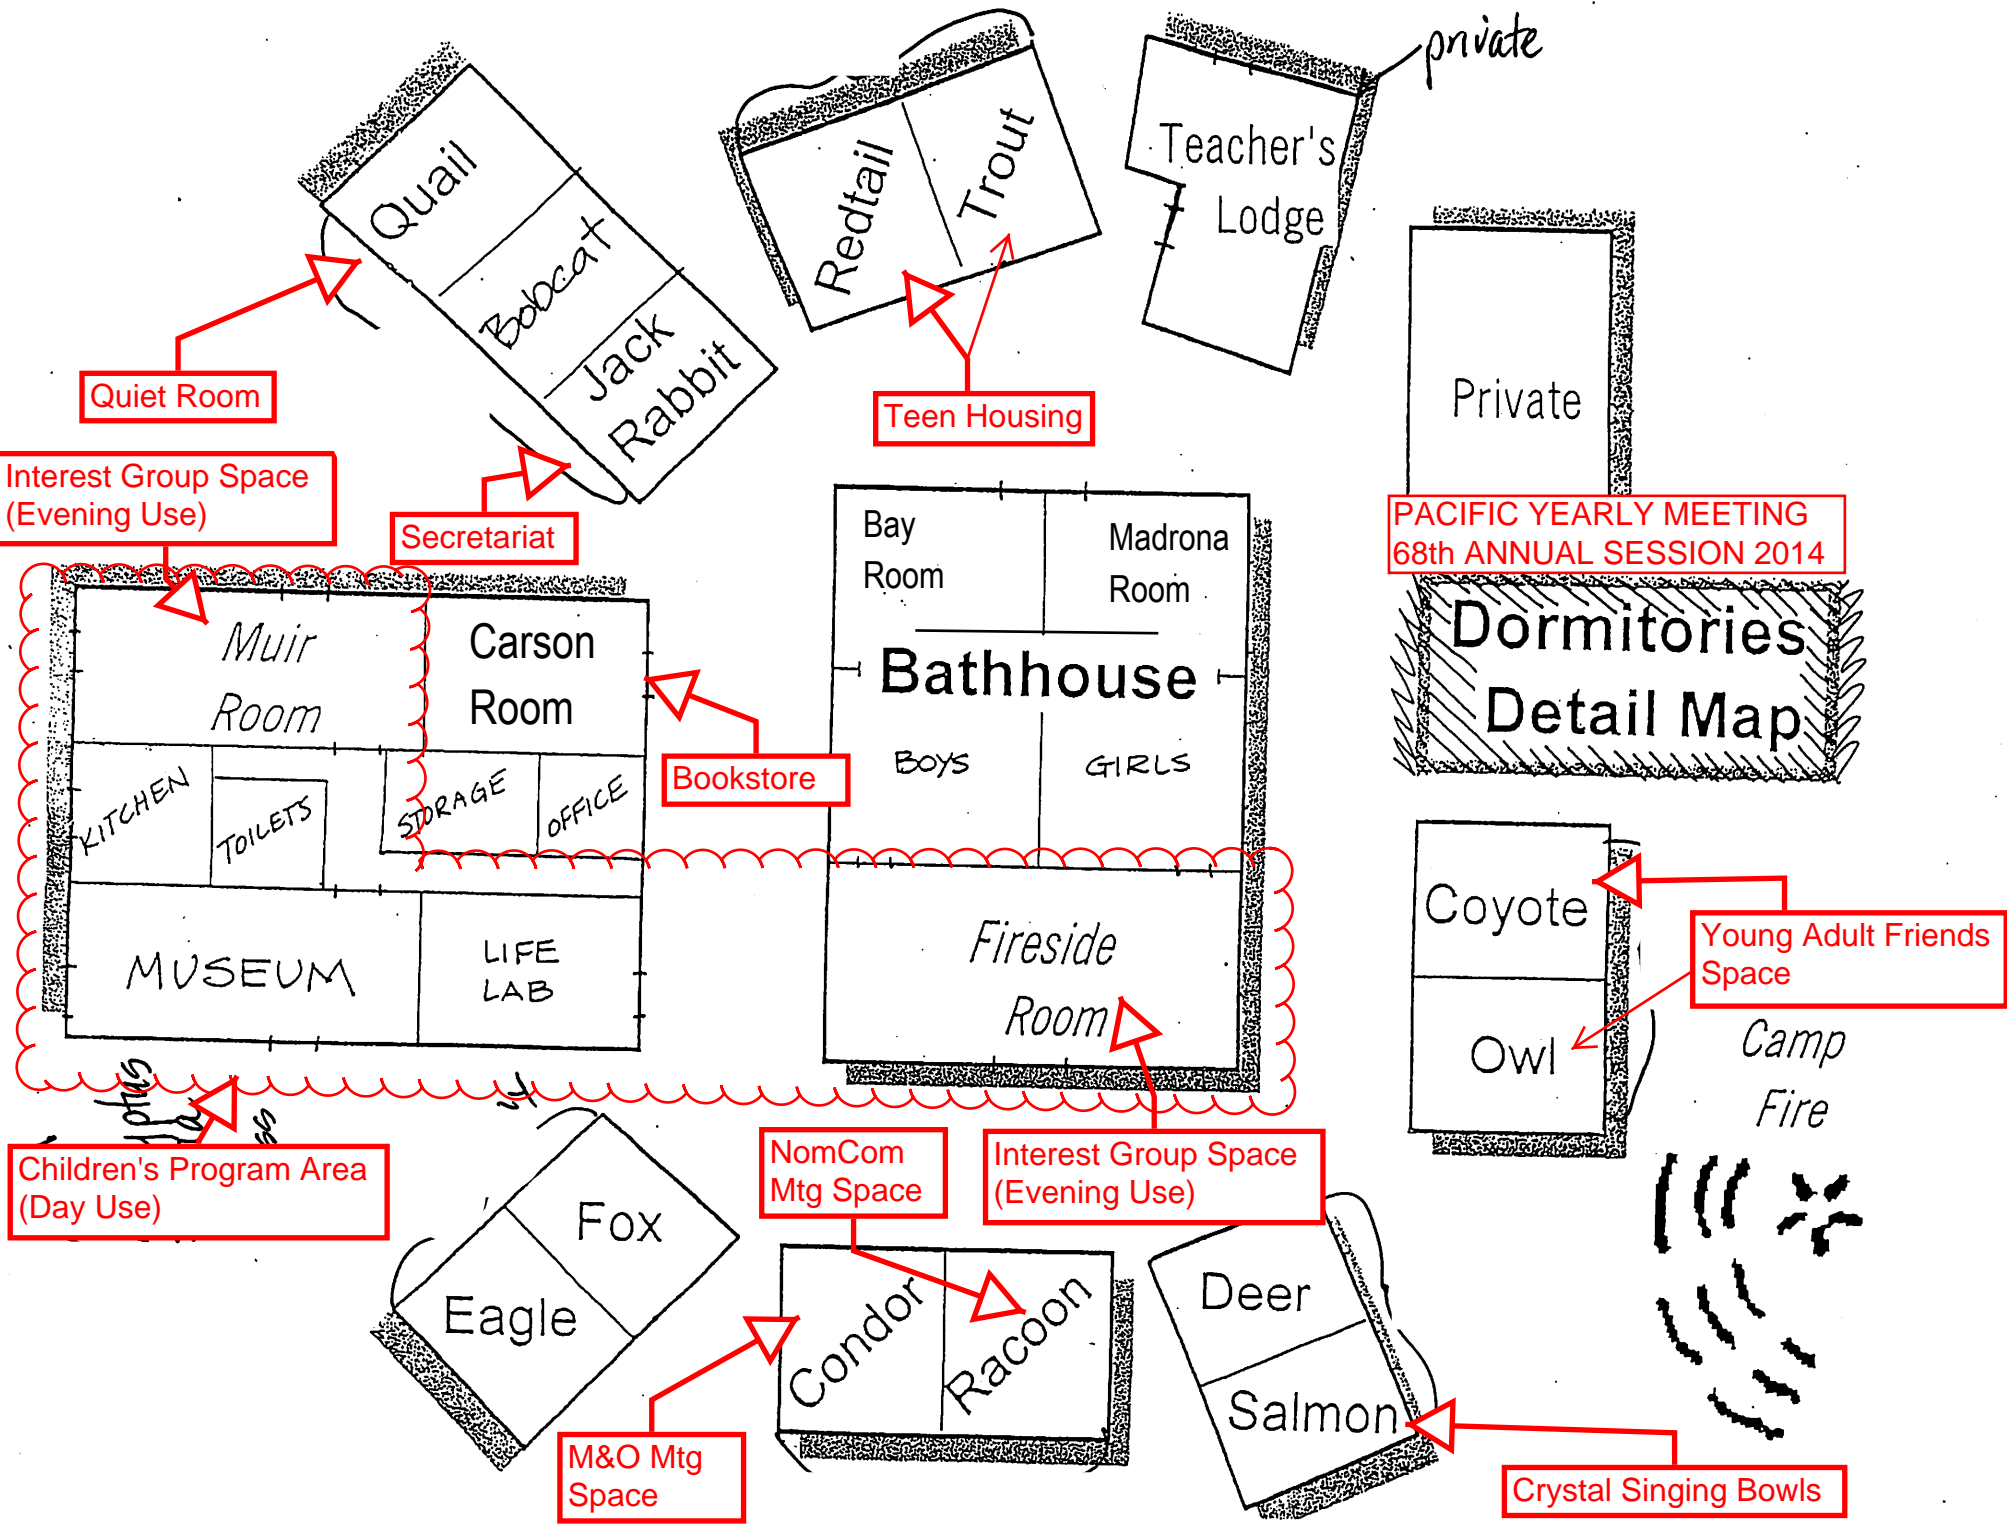 private
Quail
Bobcat
Jack
Rabbit
Redtail
Trout
Teacher's
Lodge
Private
Quiet Room
Teen Housing
Interest Group Space
(Evening Use)
Secretariat
PACIFIC YEARLY MEETING
68th ANNUAL SESSION 2014
Dormitories
Detail Map
Muir
Room
Carson
Room
Bookstore
KITCHEN
TOILETS
STORAGE
OFFICE
MUSEUM
LIFE
LAB
Bay
Room
Madrona
Room
Bathhouse
BOYS
GIRLS
Fireside
Room
Coyote
Owl
Young Adult Friends
Space
Camp
Fire
Children's Program Area
(Day Use)
NomCom
Mtg Space
Interest Group Space
(Evening Use)
Fox
Eagle
Condor
Racoon
Deer
Salmon
M&O Mtg
Space
Crystal Singing Bowls